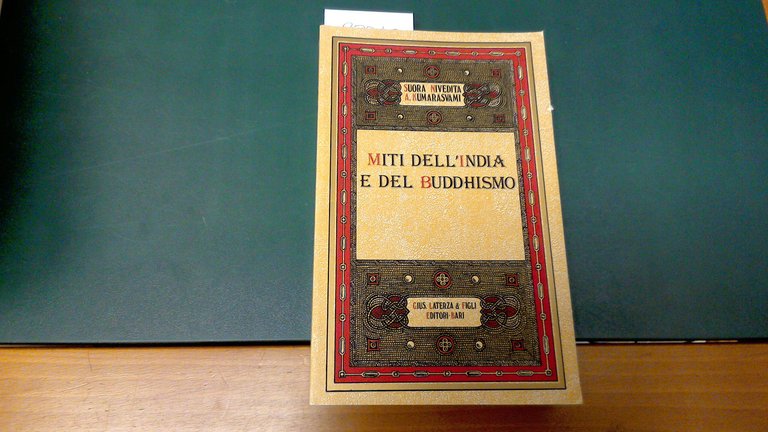 SUORA NIVEDITA
A. KUMARASVAMI
MITI DELL'INDIA
E DEL BUDDHISMO
GIUS. LATERZA & FIGLI
EDITORI-BARI